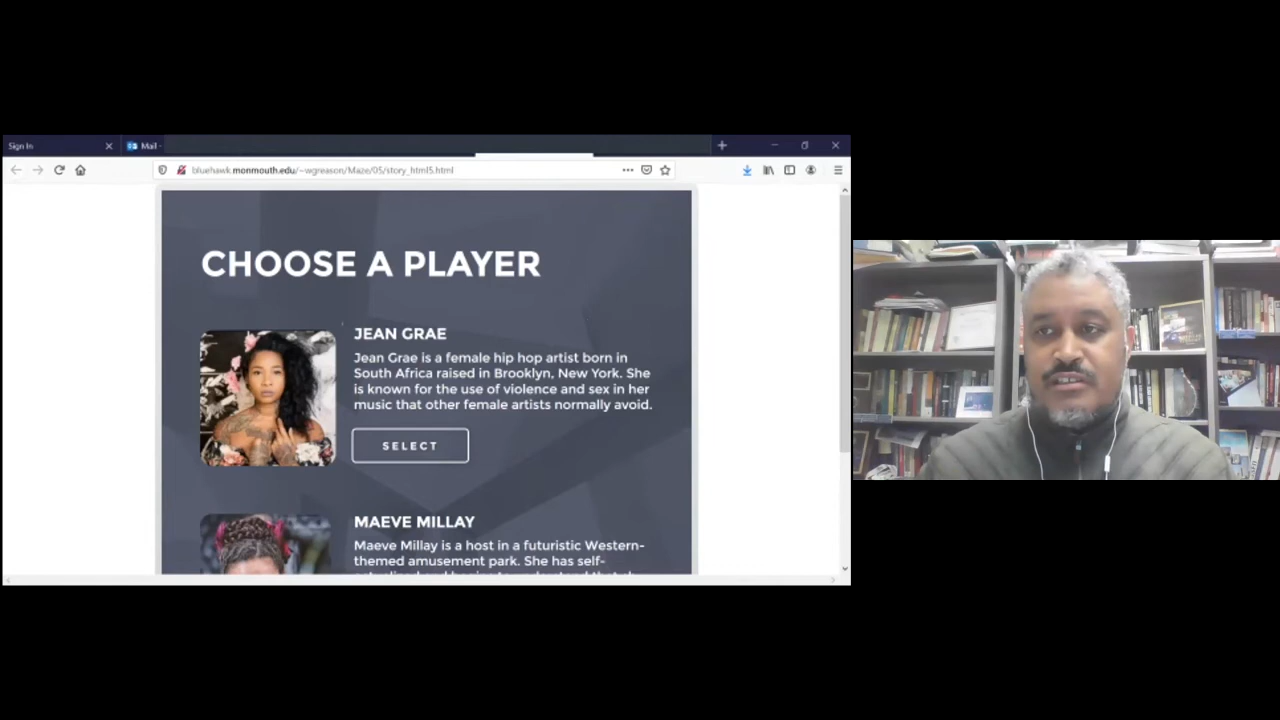 Sign In
Mail -
bluehawk.monmouth.edu/~wgreason/Maze/05/story_html5.html
CHOOSE A PLAYER
JEAN GRAE
Jean Grae is a female hip hop artist born in
South Africa raised in Brooklyn, New York. She
is known for the use of violence and sex in her
music that other female artists normally avoid.
SELECT
MAEVE MILLAY
Maeve Millay is a host in a futuristic Western-
themed amusement park. She has self-